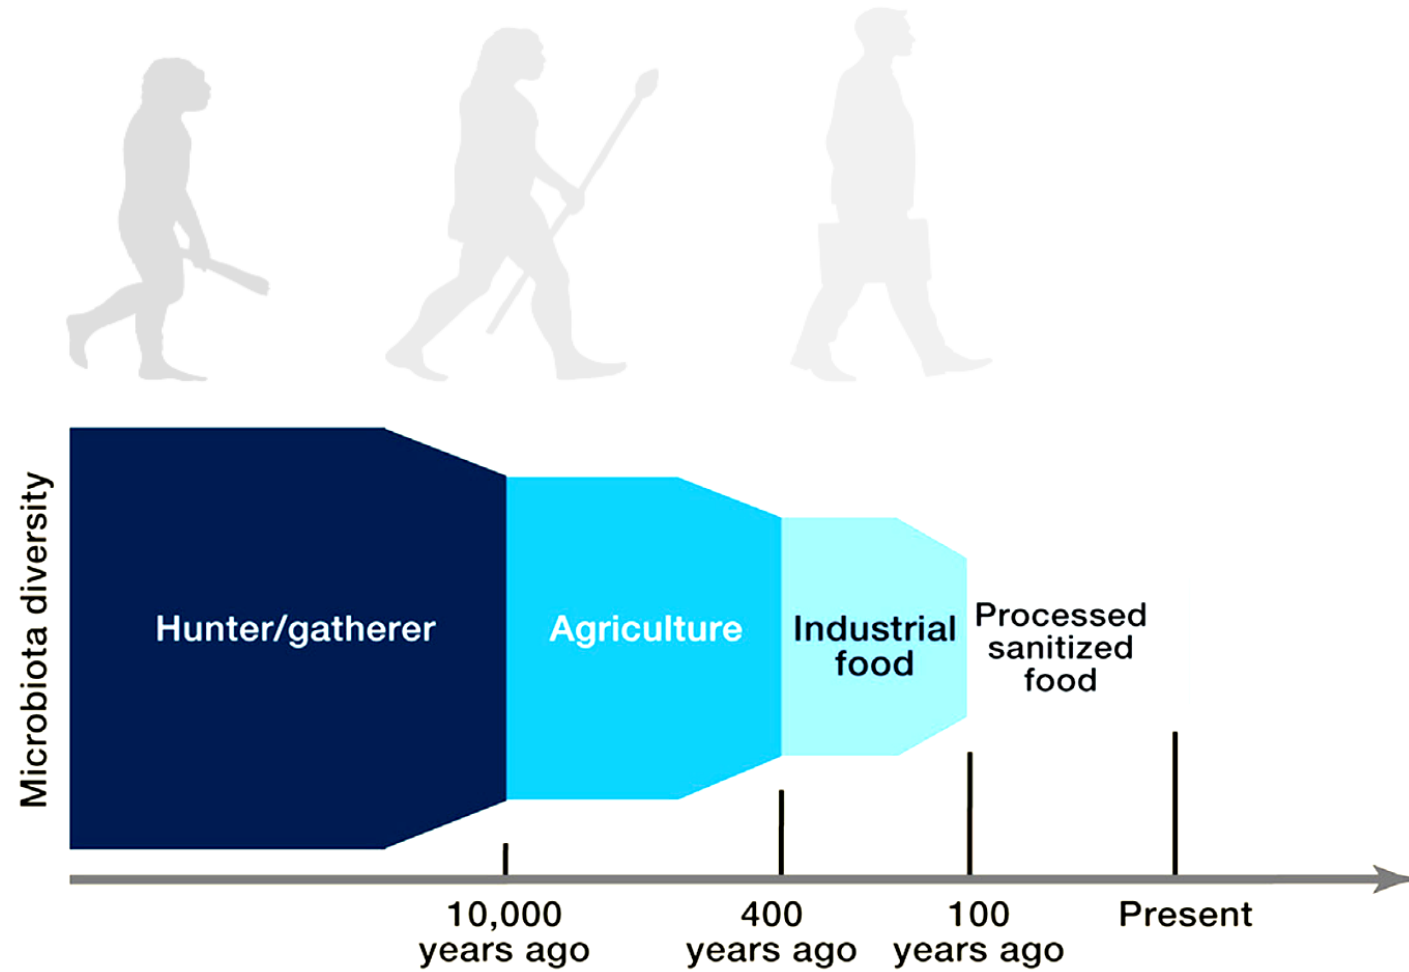 Microbiota diversity
Hunter/gatherer
Agriculture
Industrial
food
Processed
sanitized
food
10,000
years ago
400
years ago
100
years ago
Present